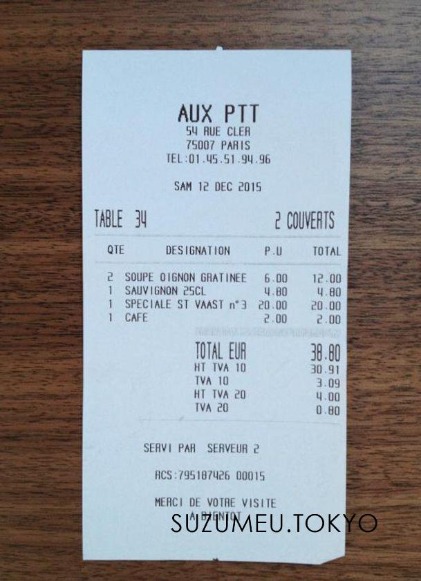 AUX PTT
54 RUE CLER
75007 PARIS
TEL:01.45.51.94.96
SAM 12 DEC 2015
TABLE 34 2 COUVERTS
QTE DESIGNATION P.U TOTAL
2 SOUPE OIGNON GRATINEE 6.00 12.00
1 SAUVIGNON 25CL 4.80 4.80
1 SPECIALE ST VAAST n°3 20.00 20.00
1 CAFE 2.00 2.00
TOTAL EUR 38.80
HT TVA 10 30.91
TVA 10 3.09
HT TVA 20 4.00
TVA 20 0.80
SERVI PAR SERVEUR 2
RCS:795187426 00015
MERCI DE VOTRE VISITE
A BIENTOT
SUZUMEU.TOKYO